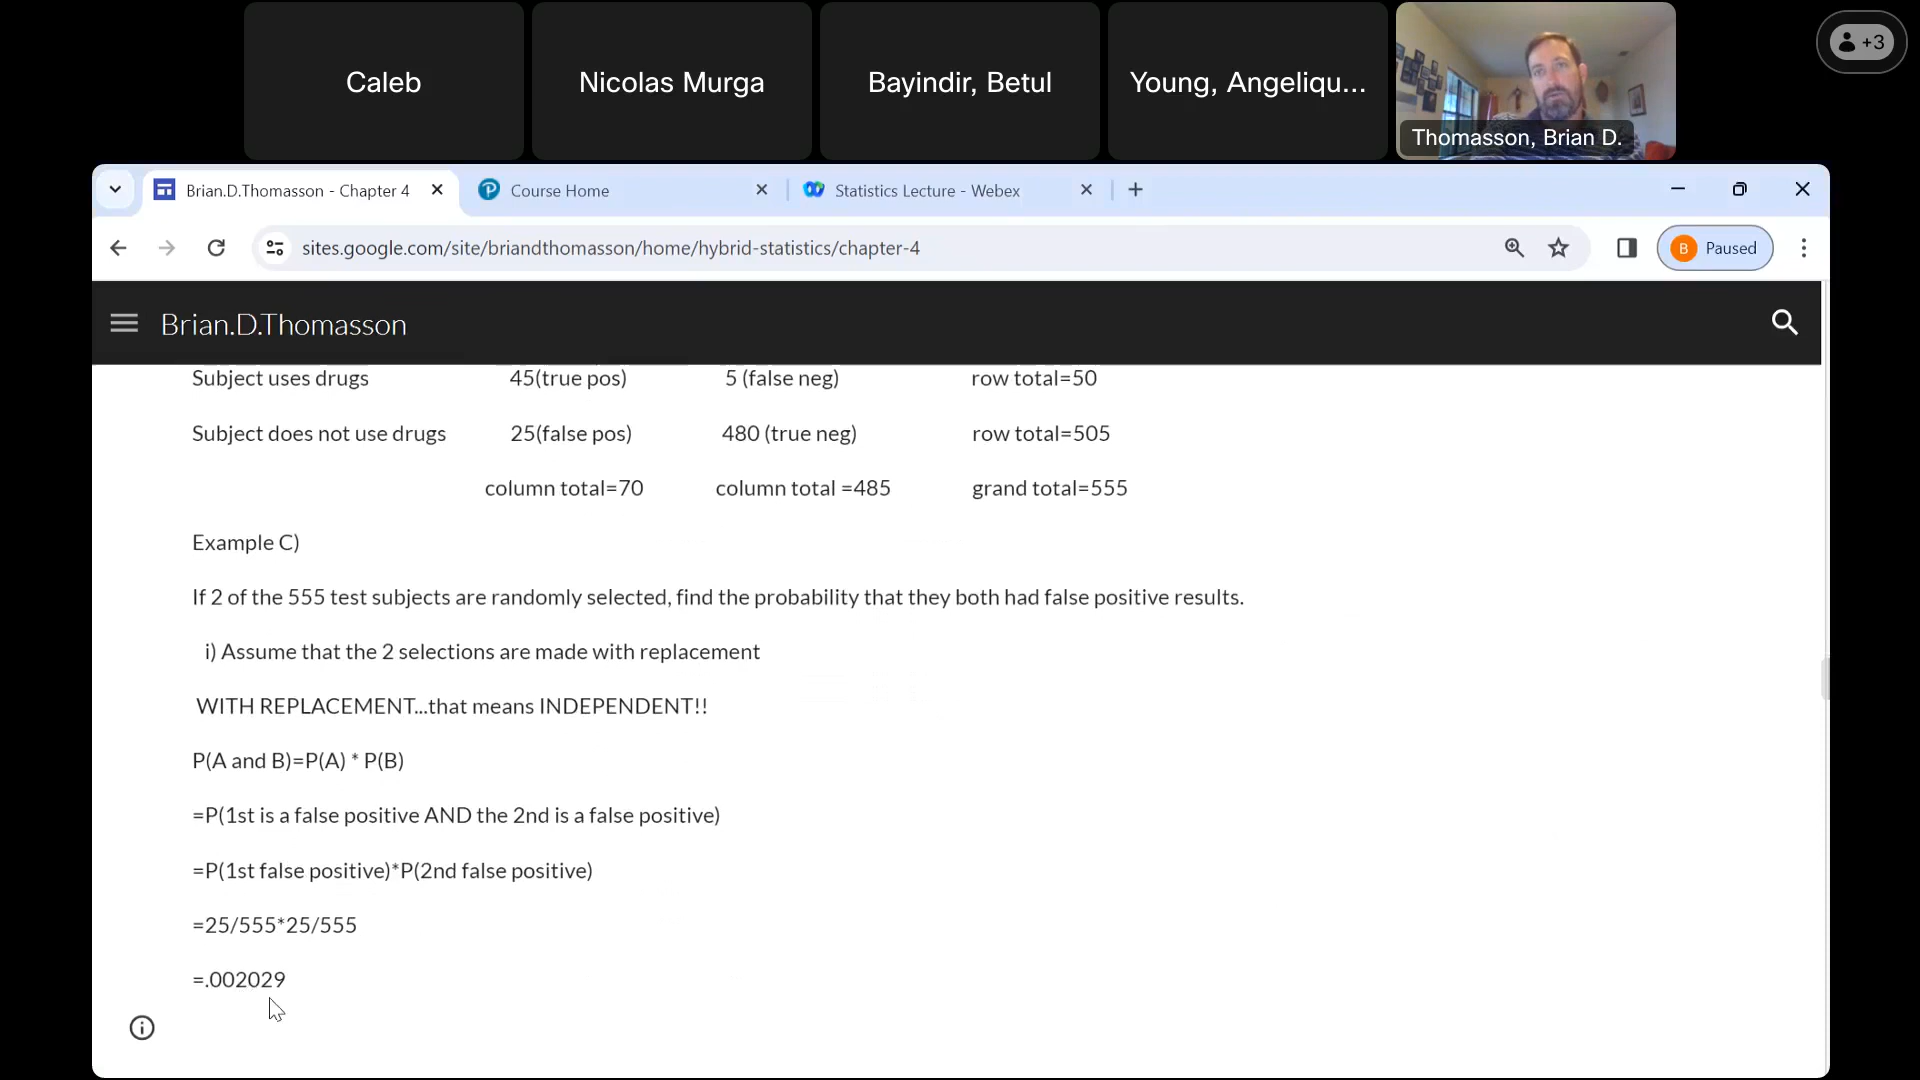 Caleb
Nicolas Murga
Bayindir, Betul
Young, Angeliqu...
Thomasson, Brian D.
+3
Brian.D.Thomasson - Chapter 4
Course Home
Statistics Lecture - Webex
sites.google.com/site/briandthomasson/home/hybrid-statistics/chapter-4
B Paused
Brian.D.Thomasson
Subject uses drugs 45(true pos) 5 (false neg) row total=50
Subject does not use drugs 25(false pos) 480 (true neg) row total=505
column total=70 column total =485 grand total=555
Example C)
If 2 of the 555 test subjects are randomly selected, find the probability that they both had false positive results.
i) Assume that the 2 selections are made with replacement
WITH REPLACEMENT...that means INDEPENDENT!!
P(A and B)=P(A) * P(B)
=P(1st is a false positive AND the 2nd is a false positive)
=P(1st false positive)*P(2nd false positive)
=25/555*25/555
=.002029